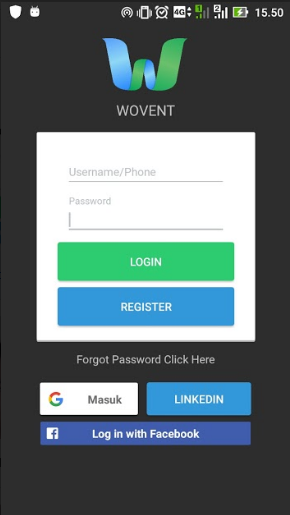 4G 1 2 15.50
WOVENT
Username/Phone
Password
LOGIN
REGISTER
Forgot Password Click Here
G Masuk LINKEDIN
f Log in with Facebook